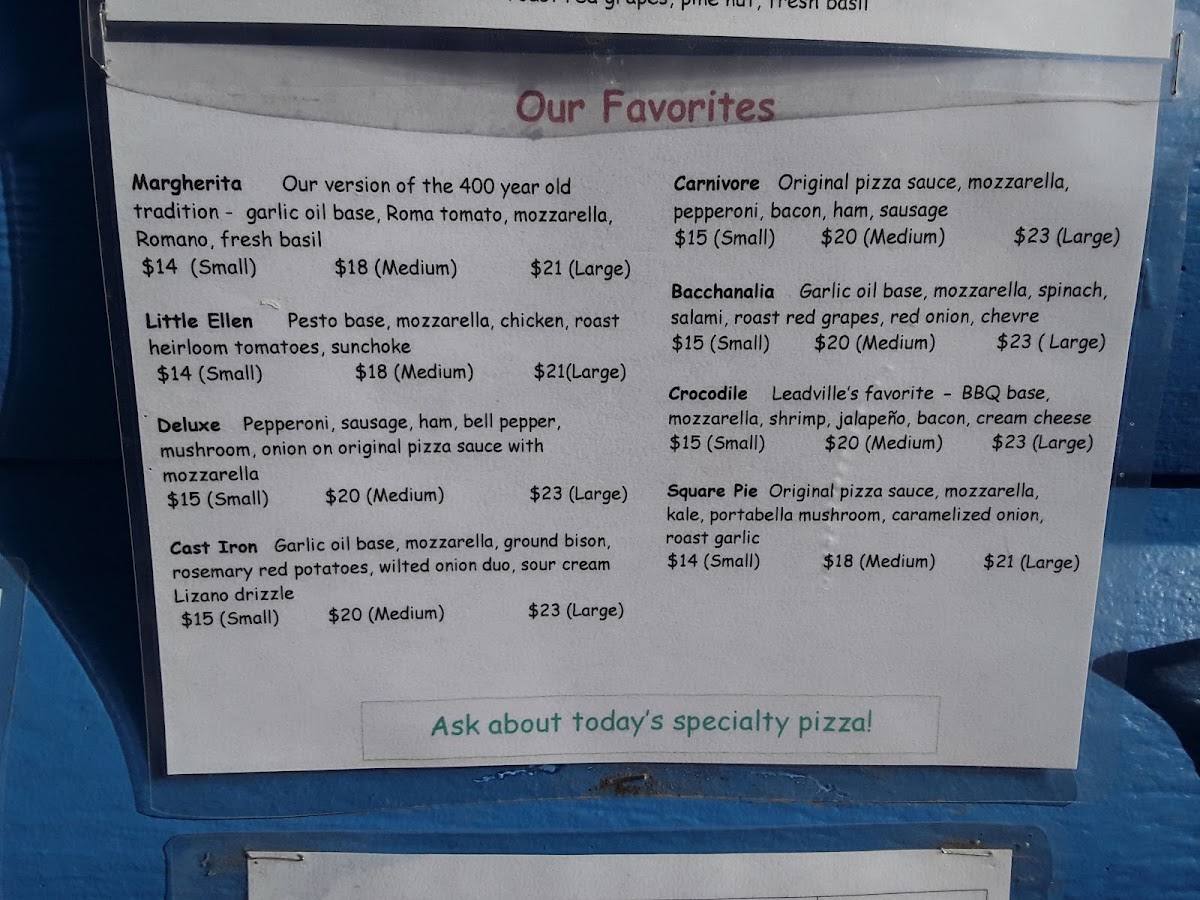 roast red grapes, pine nut, fresh basil
Our Favorites
Margherita Our version of the 400 year old
tradition - garlic oil base, Roma tomato, mozzarella,
Romano, fresh basil
$14 (Small) $18 (Medium) $21 (Large)
Little Ellen Pesto base, mozzarella, chicken, roast
heirloom tomatoes, sunchoke
$14 (Small) $18 (Medium) $21(Large)
Deluxe Pepperoni, sausage, ham, bell pepper,
mushroom, onion on original pizza sauce with
mozzarella
$15 (Small) $20 (Medium) $23 (Large)
Cast Iron Garlic oil base, mozzarella, ground bison,
rosemary red potatoes, wilted onion duo, sour cream
Lizano drizzle
$15 (Small) $20 (Medium) $23 (Large)
Carnivore Original pizza sauce, mozzarella,
pepperoni, bacon, ham, sausage
$15 (Small) $20 (Medium) $23 (Large)
Bacchanalia Garlic oil base, mozzarella, spinach,
salami, roast red grapes, red onion, chevre
$15 (Small) $20 (Medium) $23 ( Large)
Crocodile Leadville's favorite - BBQ base,
mozzarella, shrimp, jalapeño, bacon, cream cheese
$15 (Small) $20 (Medium) $23 (Large)
Square Pie Original pizza sauce, mozzarella,
kale, portabella mushroom, caramelized onion,
roast garlic
$14 (Small) $18 (Medium) $21 (Large)
Ask about today's specialty pizza!